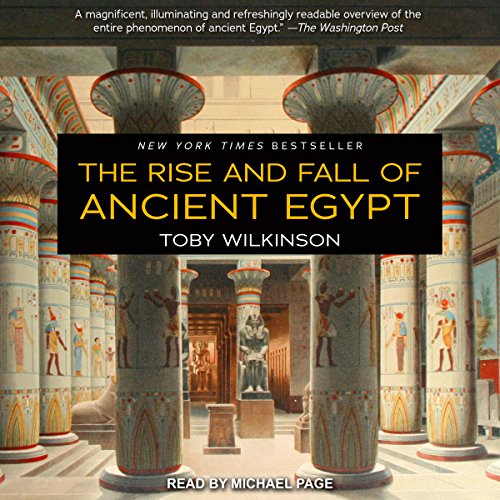 A magnificent, illuminating and refreshingly readable overview of the
entire phenomenon of ancient Egypt." —The Washington Post
NEW YORK TIMES BESTSELLER
THE RISE AND FALL OF
ANCIENT EGYPT
TOBY WILKINSON
READ BY MICHAEL PAGE